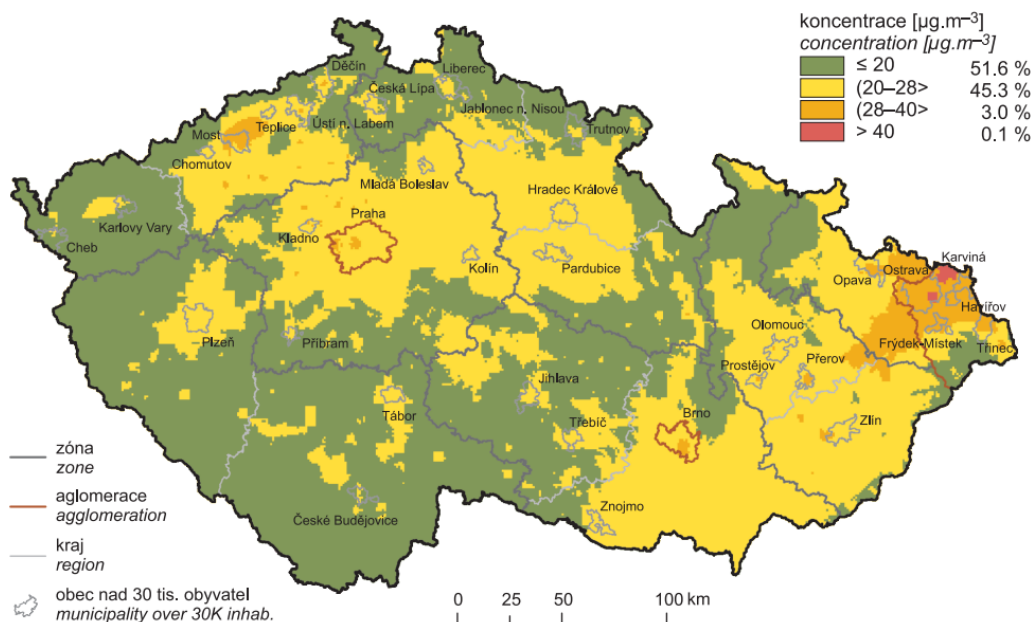 koncentrace [µg.m–3]
concentration [µg.m–3]
≤ 20 51.6 %
(20–28> 45.3 %
(28–40> 3.0 %
> 40 0.1 %
Děčín
Liberec
Česká Lípa
Jablonec n. Nisou
Teplice
Ústí n. Labem
Trutnov
Most
Chomutov
Mladá Boleslav
Hradec Králové
Praha
Karlovy Vary
Kladno
Cheb
Kolín
Pardubice
Karviná
Ostrava
Opava
Havířov
Olomouc
Plzeň
Příbram
Frýdek-Místek
Třinec
Prostějov
Přerov
Jihlava
Tábor
Třebíč
Brno
Zlín
Znojmo
České Budějovice
zóna
zone
aglomerace
agglomeration
kraj
region
obec nad 30 tis. obyvatel
municipality over 30K inhab.
0 25 50 100 km